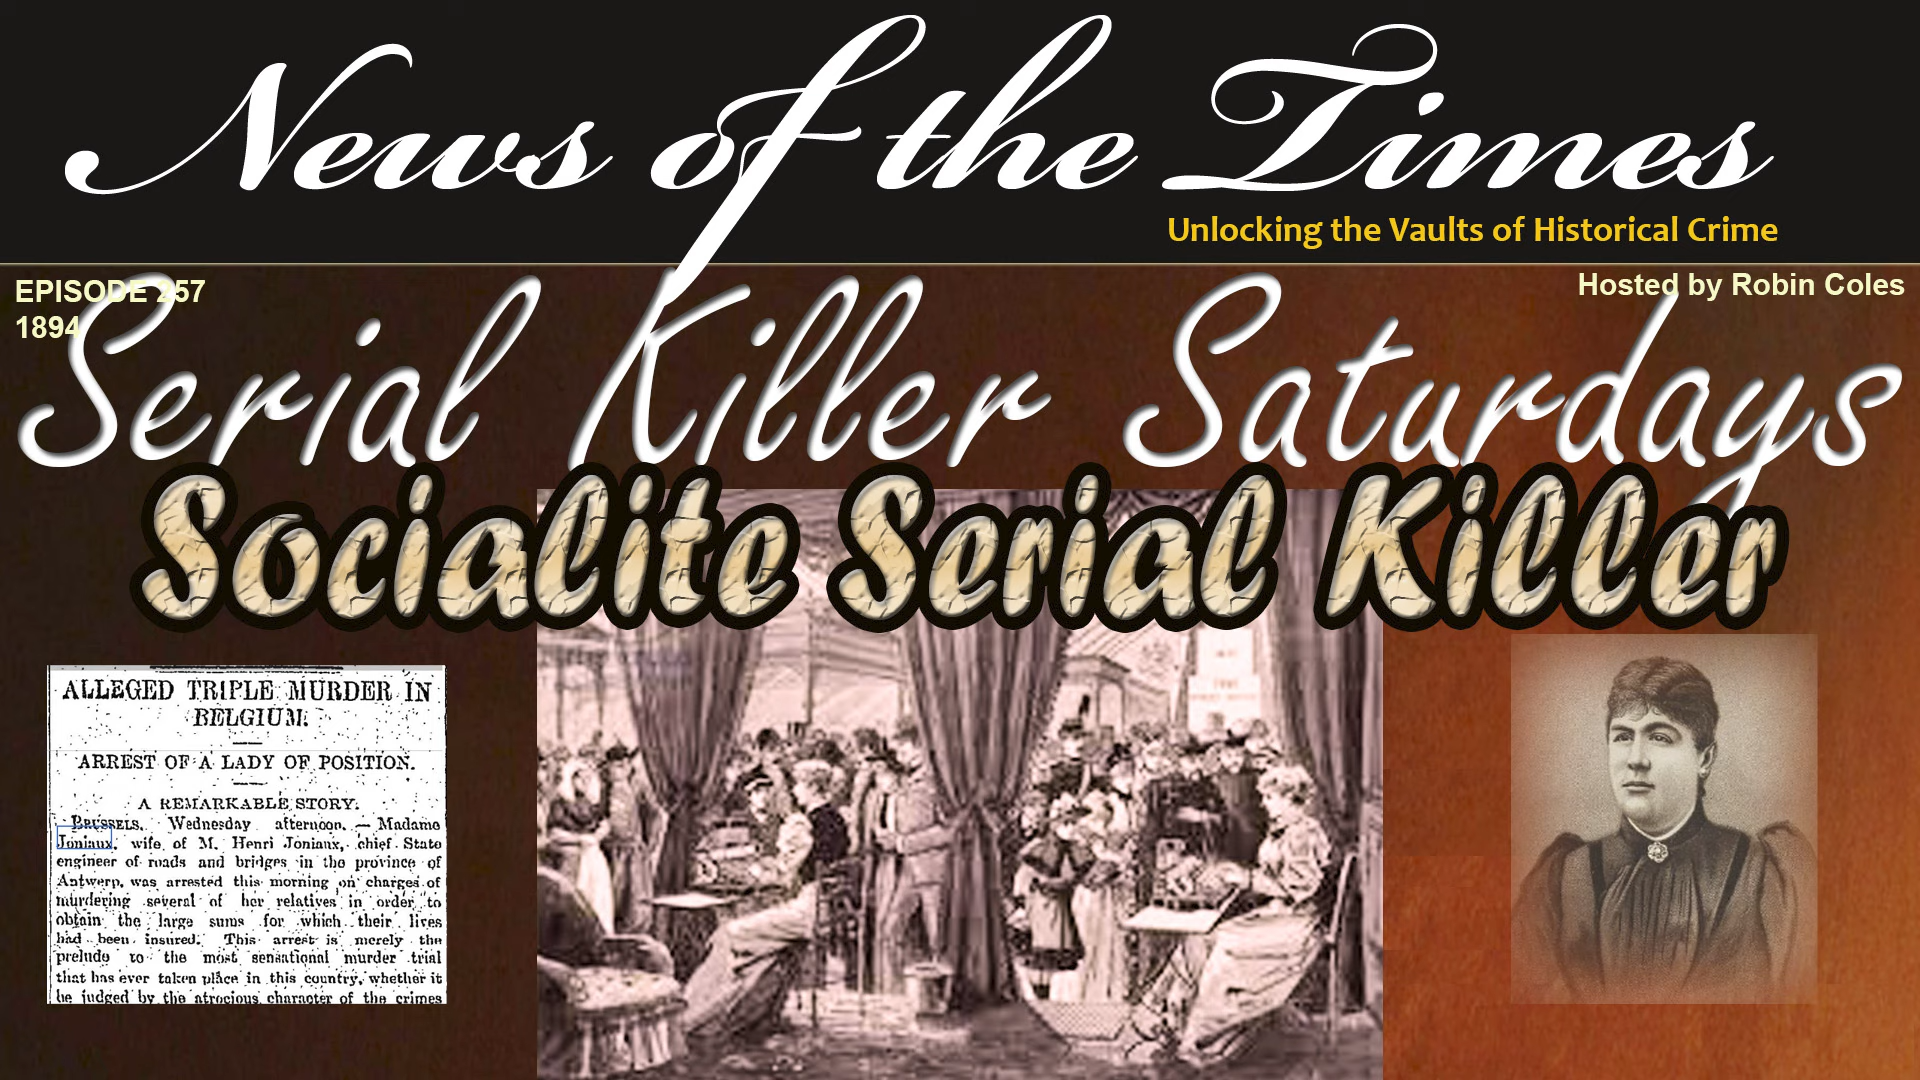 News of the Times
Unlocking the Vaults of Historical Crime
EPISODE 257
1894
Hosted by Robin Coles
Serial Killer Saturdays
Socialite Serial Killer
ALLEGED TRIPLE MURDER IN
BELGIUM.
ARREST OF A LADY OF POSITION.
A REMARKABLE STORY.
BRUSSELS, Wednesday afternoon. — Madame
Joniaux, wife of M. Henri Joniaux, chief State
engineer of roads and bridges in the province of
Antwerp, was arrested this morning on charges of
murdering several of her relatives in order to
obtain the large sums for which their lives
had been insured. This arrest is merely the
prelude to the most sensational murder trial
that has ever taken place in this country, whether it
be judged by the atrocious character of the crimes